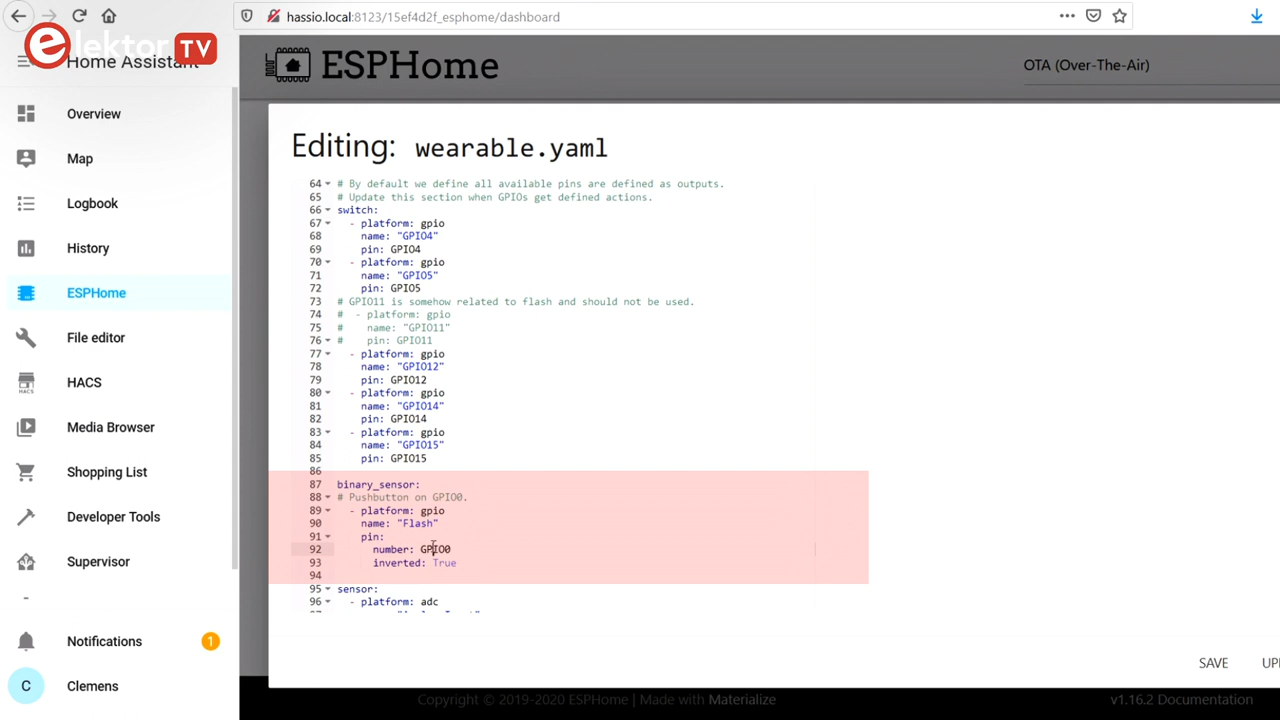 hassio.local:8123/15ef4d2f_esphome/dashboard
elektor TV
Home Assistant
ESPHome
OTA (Over-The-Air)
Overview
Map
Logbook
History
ESPHome
File editor
HACS
HACS
Media Browser
Shopping List
Developer Tools
Supervisor
Notifications
1
C
Clemens
Editing: wearable.yaml
64 # By default we define all available pins are defined as outputs.
65 # Update this section when GPIOs get defined actions.
66 switch:
67 - platform: gpio
68 name: "GPIO4"
69 pin: GPIO4
70 - platform: gpio
71 name: "GPIO5"
72 pin: GPIO5
73 # GPIO11 is somehow related to flash and should not be used.
74 # - platform: gpio
75 # name: "GPIO11"
76 # pin: GPIO11
77 - platform: gpio
78 name: "GPIO12"
79 pin: GPIO12
80 - platform: gpio
81 name: "GPIO14"
82 pin: GPIO14
83 - platform: gpio
84 name: "GPIO15"
85 pin: GPIO15
86
87 binary_sensor:
88 # Pushbutton on GPIO0.
89 - platform: gpio
90 name: "Flash"
91 pin:
92 number: GPIO0
93 inverted: True
94
95 sensor:
96 - platform: adc
SAVE
Copyright © 2019-2020 ESPHome | Made with Materialize
v1.16.2 Documentation